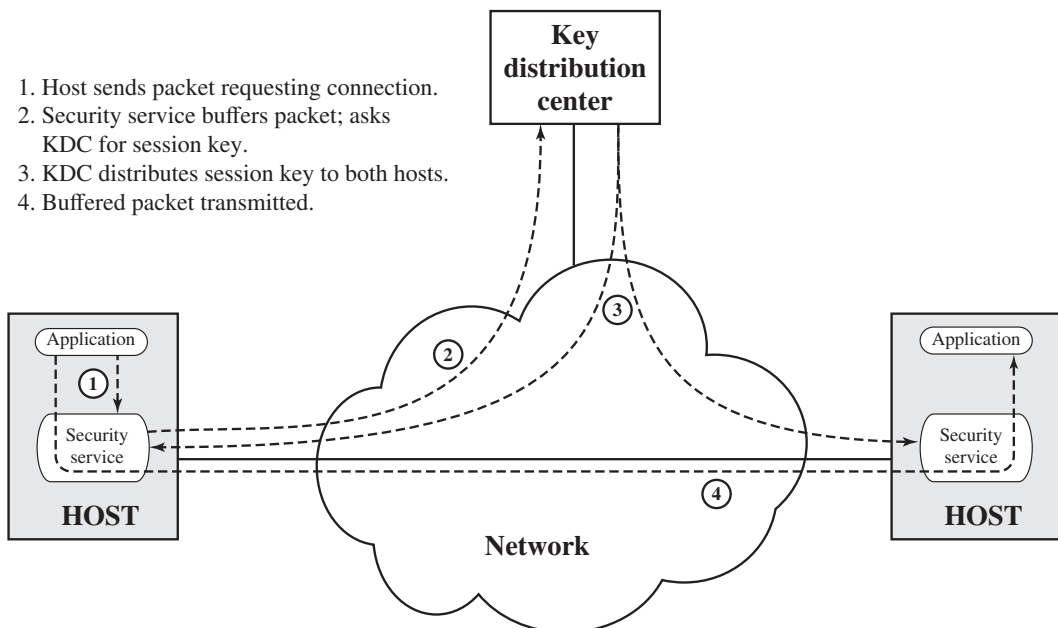 Key
distribution
center
1. Host sends packet requesting connection.
2. Security service buffers packet; asks
KDC for session key.
3. KDC distributes session key to both hosts.
4. Buffered packet transmitted.
3
2
Application
1
Security
service
HOST
Application
Security
service
HOST
4
Network